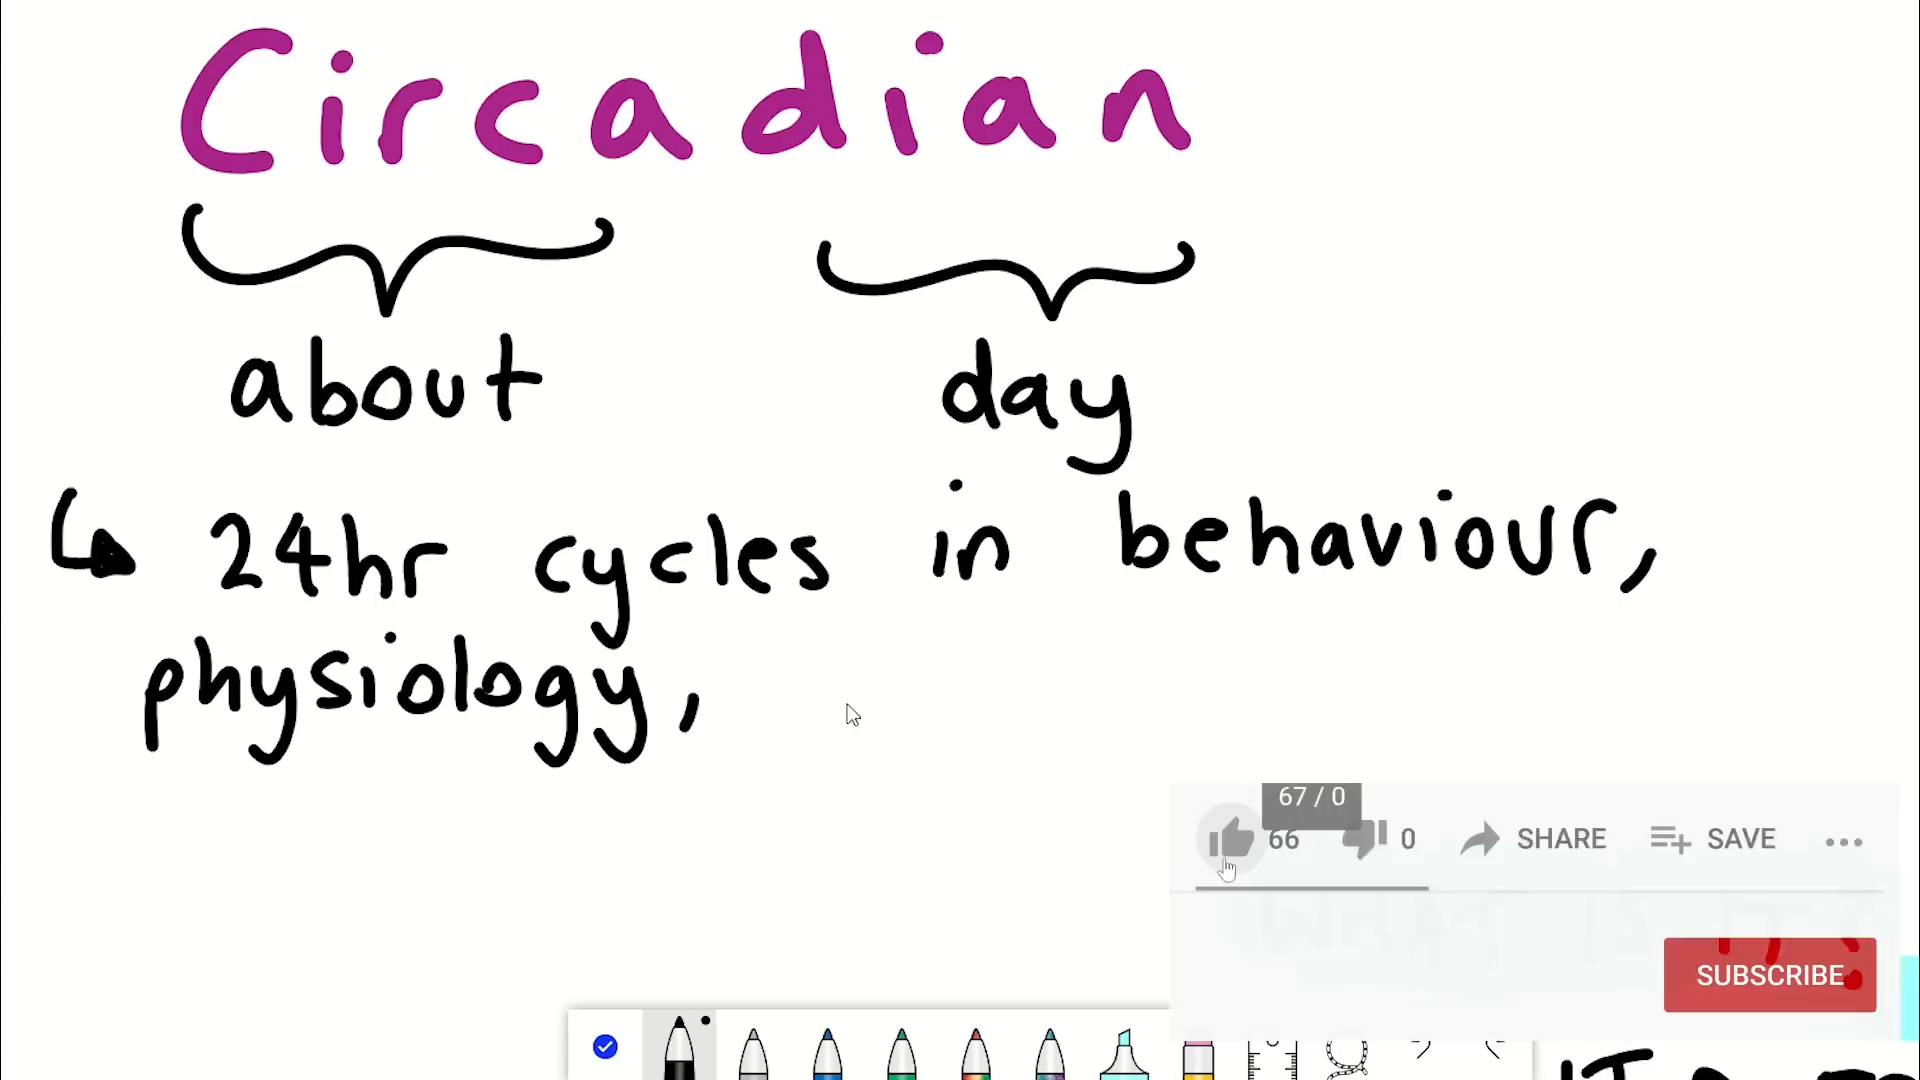 Circadian
about day
24hr cycles in behaviour,
physiology,
67 / 0
66 0 SHARE SAVE
SUBSCRIBE